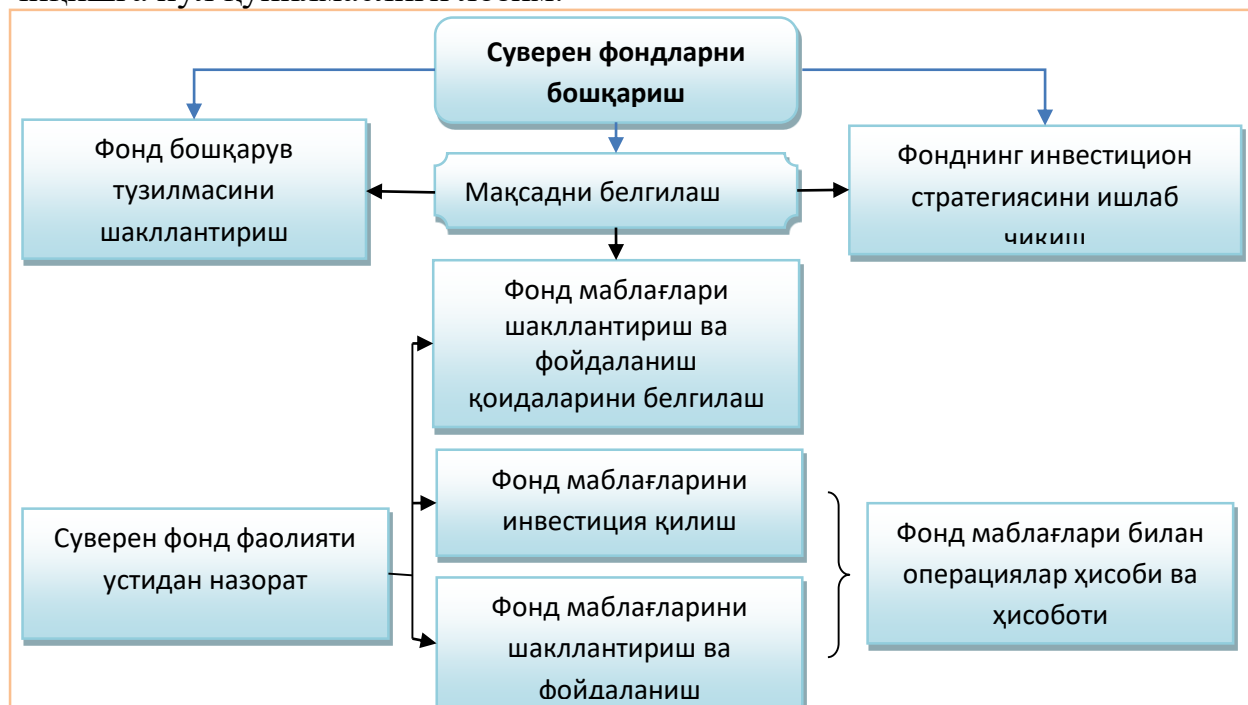 Суверен фондларни
бошқариш
Фонд бошқарув
тузилмасини
шакллантириш
Мақсадни белгилаш
Фонднинг инвестицион
стратегиясини ишлаб
чиқиш
Фонд маблағлари
шакллантириш ва
фойдаланиш
қоидаларини белгилаш
Фонд маблағларини
инвестиция қилиш
Суверен фонд фаолияти
устидан назорат
Фонд маблағлари билан
операциялар ҳисоби ва
ҳисоботи
Фонд маблағларини
шакллантириш ва
фойдаланиш